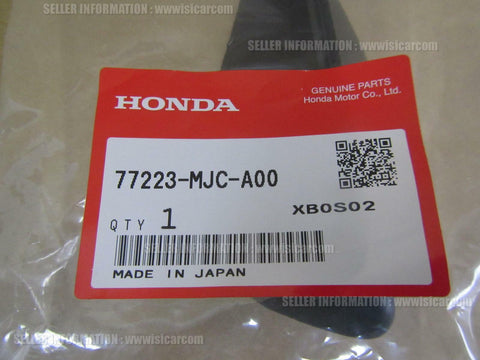 SELLER INFORMATION : wwwisicarcom
GENUINE PARTS
Honda Motor Co., Ltd.
HONDA
77223-MJC-A00
XB0S02
QTY 1
SELLER INFORMATION : wwwisicarcom
MADE IN JAPAN
SELLER INFORMATION : wwwisicarcom